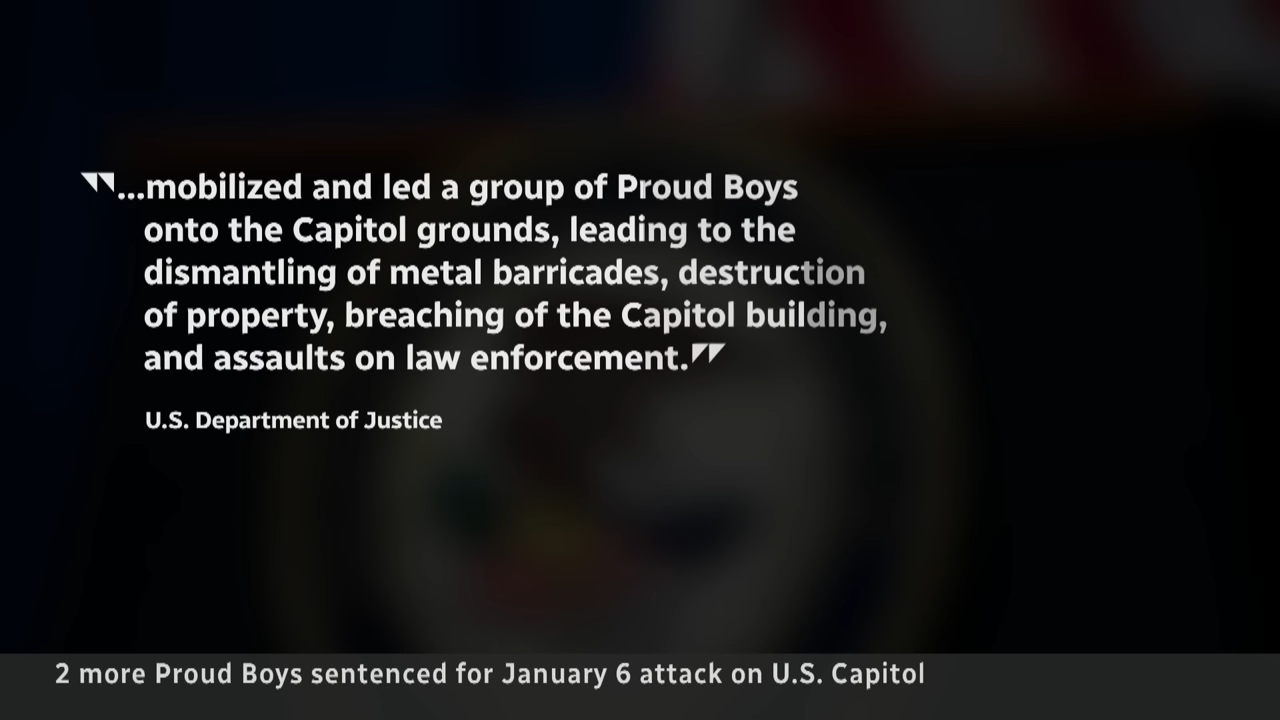 "...mobilized and led a group of Proud Boys
onto the Capitol grounds, leading to the
dismantling of metal barricades, destruction
of property, breaching of the Capitol building,
and assaults on law enforcement."
U.S. Department of Justice
2 more Proud Boys sentenced for January 6 attack on U.S. Capitol